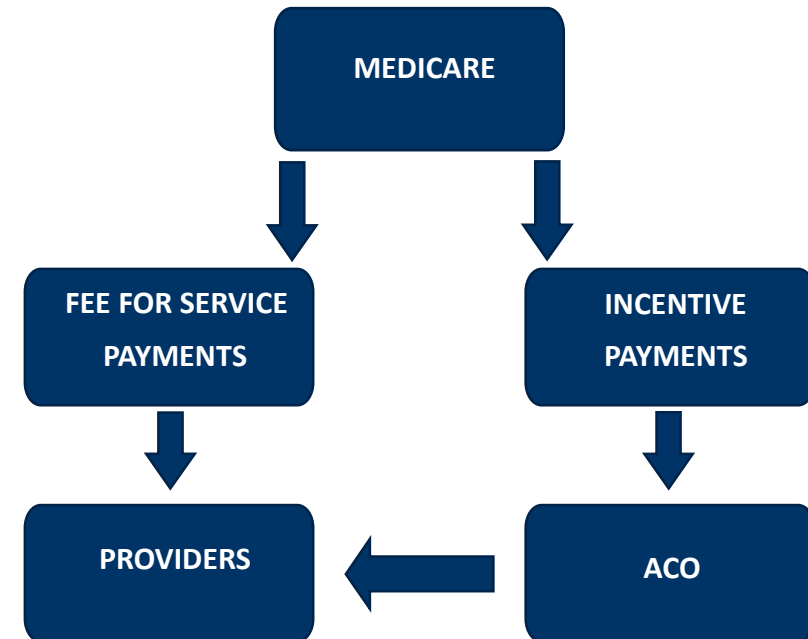 MEDICARE
FEE FOR SERVICE
PAYMENTS
INCENTIVE
PAYMENTS
PROVIDERS
ACO